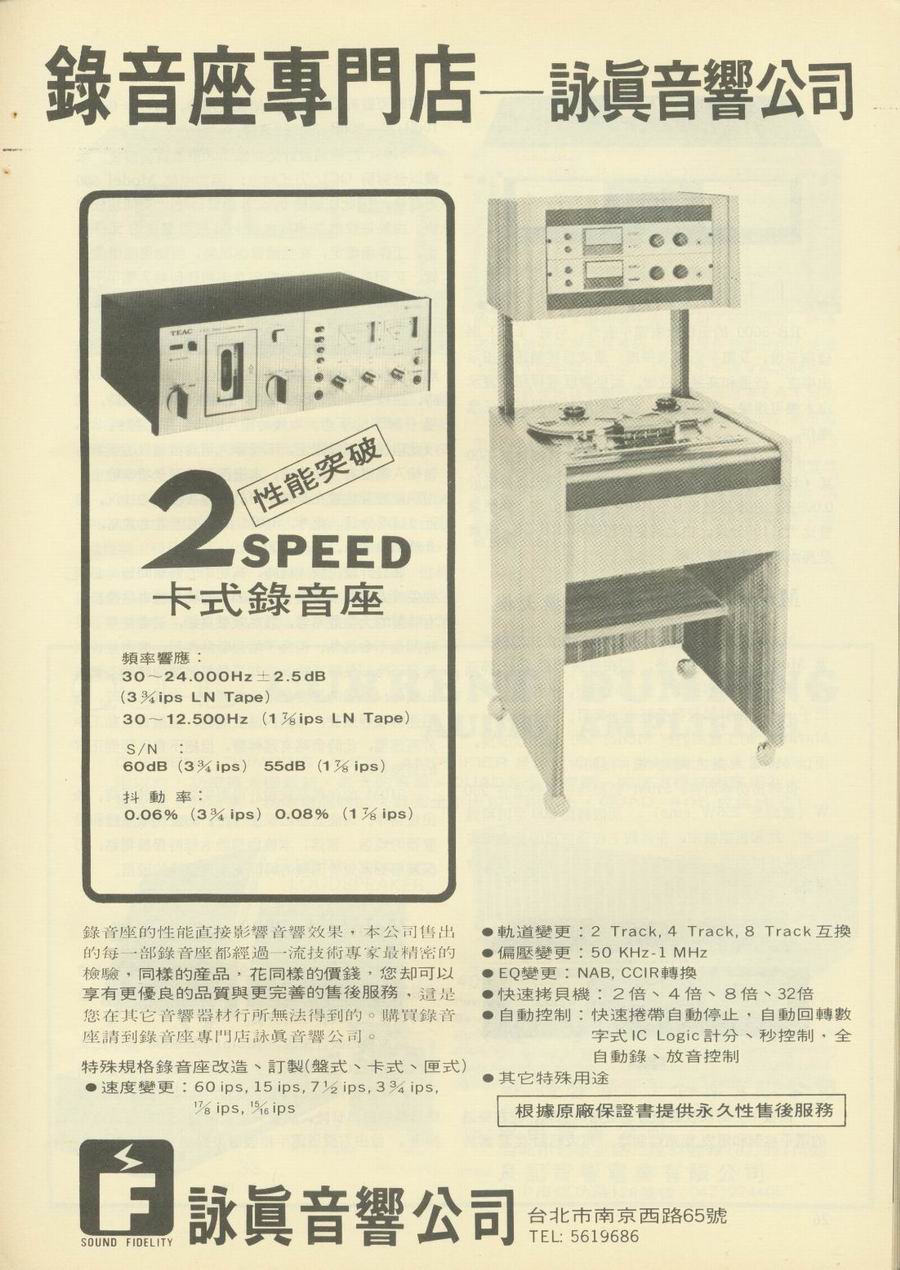 錄音座專門店—詠眞音響公司
TEAC
性能突破
2 SPEED
卡式錄音座
頻率響應：
30～24.000Hz±2.5dB
(3¾ips LN Tape)
30～12.500Hz (1⅞ips LN Tape)
S/N ：
60dB (3¾ips) 55dB (1⅞ips)
抖動率：
0.06% (3¾ips) 0.08% (1⅞ips)
錄音座的性能直接影響音響效果，本公司售出
的每一部錄音座都經過一流技術專家最精密的
檢驗，同樣的産品，花同樣的價錢，您却可以
享有更優良的品質與更完善的售後服務，這是
您在其它音響器材行所無法得到的。購買錄音
座請到錄音座專門店詠眞音響公司。
特殊規格錄音座改造、訂製(盤式、卡式、匣式)
●速度變更：60 ips, 15 ips, 7½ ips, 3¾ ips,
1⅞ ips, 15/16 ips
●軌道變更：2 Track, 4 Track, 8 Track互換
●偏壓變更：50 KHz-1 MHz
●EQ變更：NAB, CCIR轉換
●快速拷貝機：2倍、4倍、8倍、32倍
●自動控制：快速捲帶自動停止，自動回轉數
字式IC Logic計分、秒控制，全
自動錄、放音控制
●其它特殊用途
根據原廠保證書提供永久性售後服務
SOUND FIDELITY
詠眞音響公司
台北市南京西路65號
TEL: 5619686